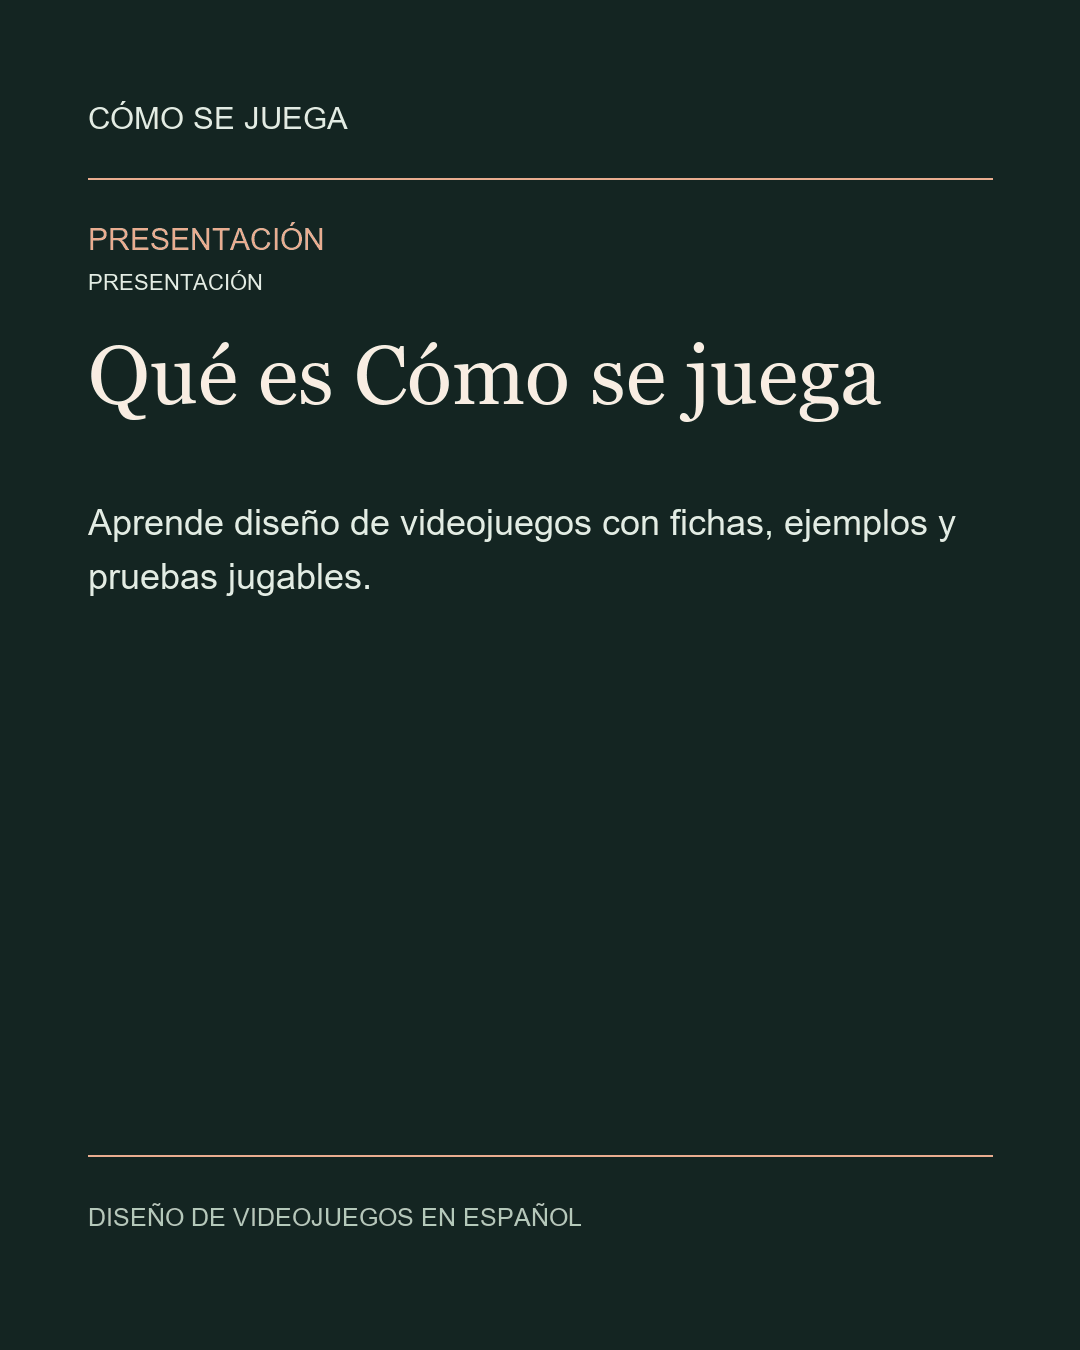 CÓMO SE JUEGA
PRESENTACIÓN
PRESENTACIÓN
Qué es Cómo se juega
Aprende diseño de videojuegos con fichas, ejemplos y
pruebas jugables.
DISEÑO DE VIDEOJUEGOS EN ESPAÑOL